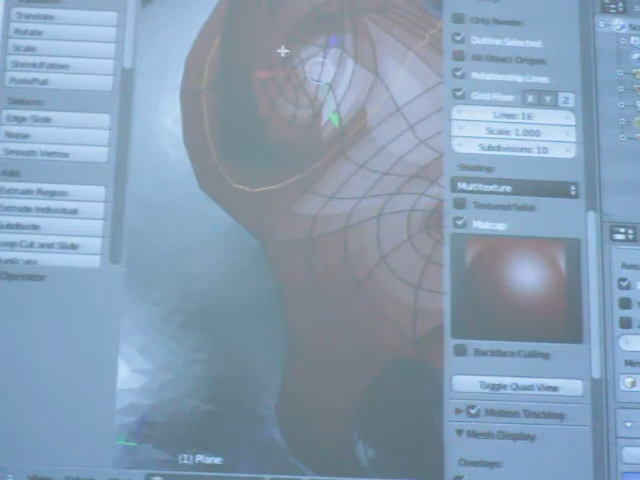 Translate
Rotate
Scale
Shrink/Fatten
Push/Pull
Deform:
Edge Slide
Noise
Smooth Vertex
Add:
Extrude Region
Extrude Individual
Subdivide
Loop Cut and Slide
Duplicate
Operator
(1) Plane
Only Render
Outline Selected
All Object Origins
Relationship Lines
Grid Floor X Y Z
Lines: 16
Scale: 1.000
Subdivisions: 10
Shading:
Multitexture
Textured Solid
Matcap
Backface Culling
Toggle Quad View
Motion Tracking
Mesh Display
Overlays: